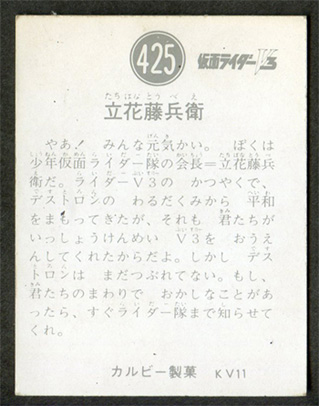 425
仮面ライダーV3
たちばなとうべえ
立花藤兵衛
やあ！ みんな元気かい。ぼくは
少年仮面ライダー隊の会長＝立花藤兵
衛だ。ライダーV3の かつやくで、
デストロンの わるだくみから 平和
をまもってきたが、それも 君たちが
いっしょうけんめい V3を おうえ
んしてくれたからだよ。しかし デス
トロンは まだつぶれてない。もし、
君たちのまわりで おかしなことがあ
ったら、すぐライダー隊まで知らせて
くれ。
カルビー製菓 KV11